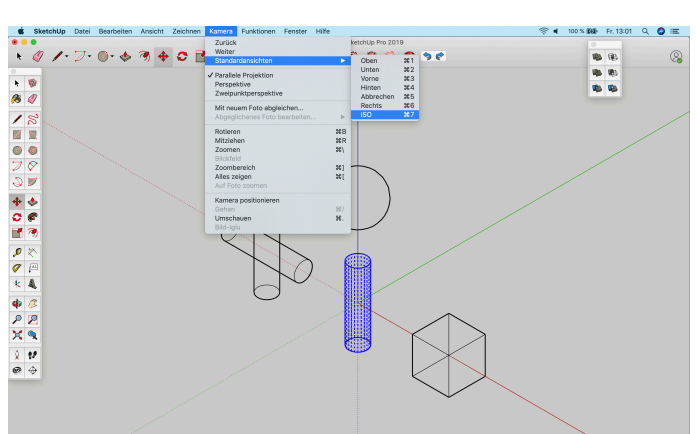 SketchUp Datei Bearbeiten Ansicht Zeichnen Kamera Funktionen Fenster Hilfe 100 % Fr. 13:01
ketchUp Pro 2019
Zurück
Weiter
Standardansichten
✓ Parallele Projektion
Perspektive
Zweipunktperspektive
Mit neuem Foto abgleichen...
Abgeglichenes Foto bearbeiten...
Rotieren ⌘B
Mitziehen ⌘R
Zoomen ⌘\
Blickfeld
Zoombereich ⌘]
Alles zeigen ⌘[
Auf Foto zoomen
Kamera positionieren
Gehen ⌘/
Umschauen ⌘.
Bild-Iglu
Oben ⌘1
Unten ⌘2
Vorne ⌘3
Hinten ⌘4
Abbrechen ⌘5
Rechts ⌘6
ISO ⌘7